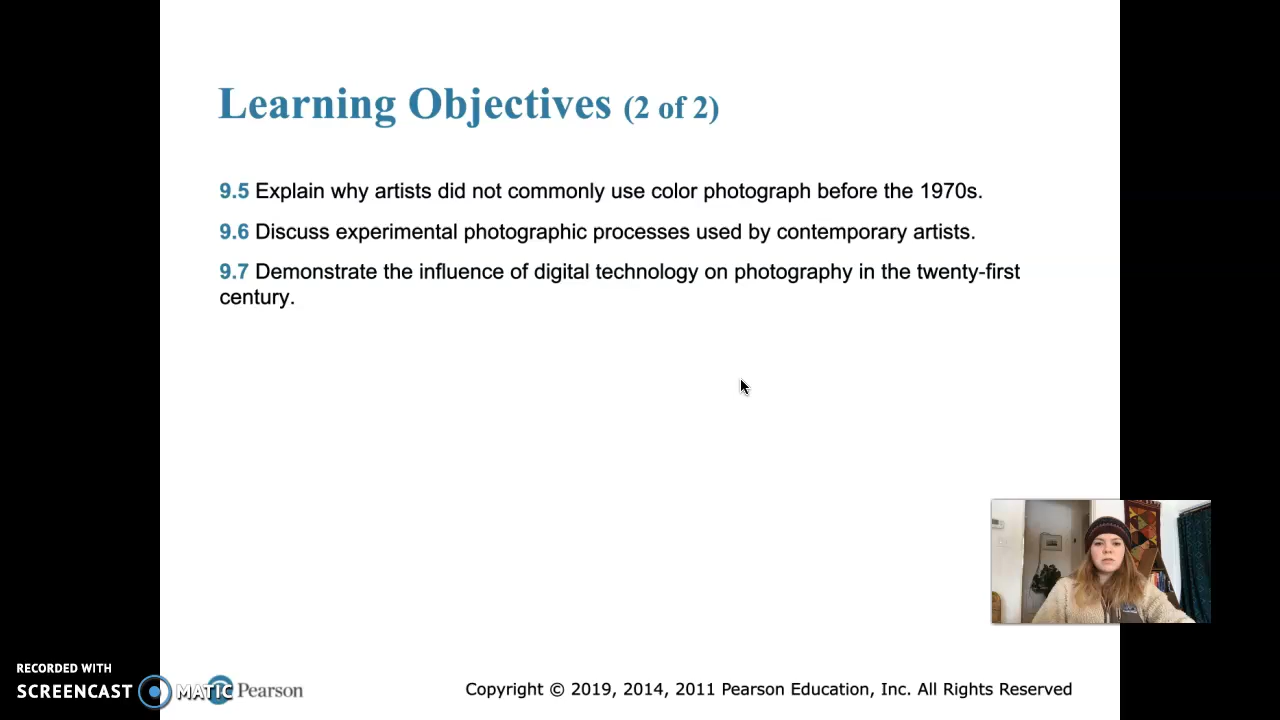 Learning Objectives (2 of 2)
9.5 Explain why artists did not commonly use color photograph before the 1970s.
9.6 Discuss experimental photographic processes used by contemporary artists.
9.7 Demonstrate the influence of digital technology on photography in the twenty-first
century.
RECORDED WITH
SCREENCAST MATIC
Pearson
Copyright © 2019, 2014, 2011 Pearson Education, Inc. All Rights Reserved